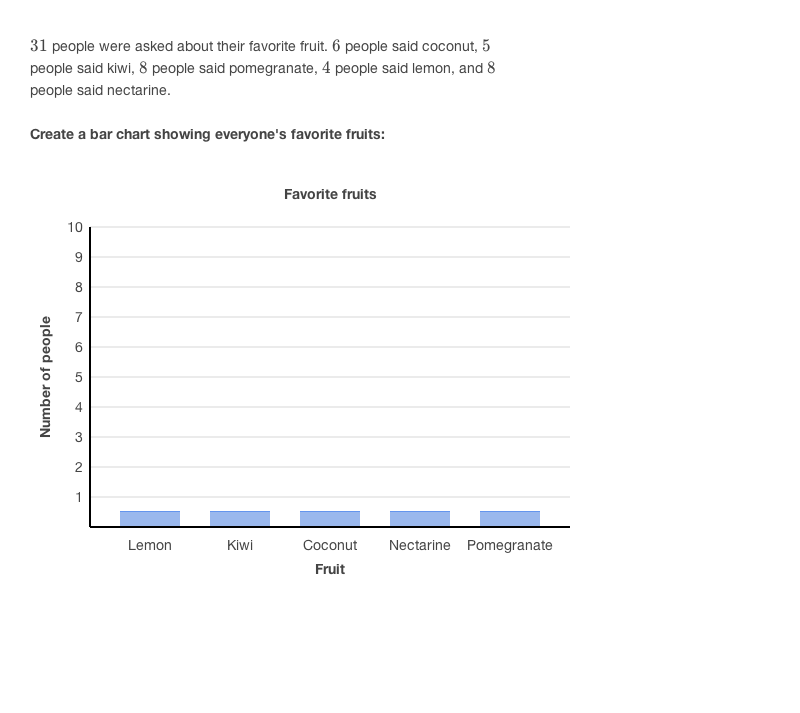 31 people were asked about their favorite fruit. 6 people said coconut, 5
people said kiwi, 8 people said pomegranate, 4 people said lemon, and 8
people said nectarine.
Create a bar chart showing everyone's favorite fruits:
Favorite fruits
10
9
8
7
6
5
4
3
2
1
Number of people
Lemon Kiwi Coconut Nectarine Pomegranate
Fruit